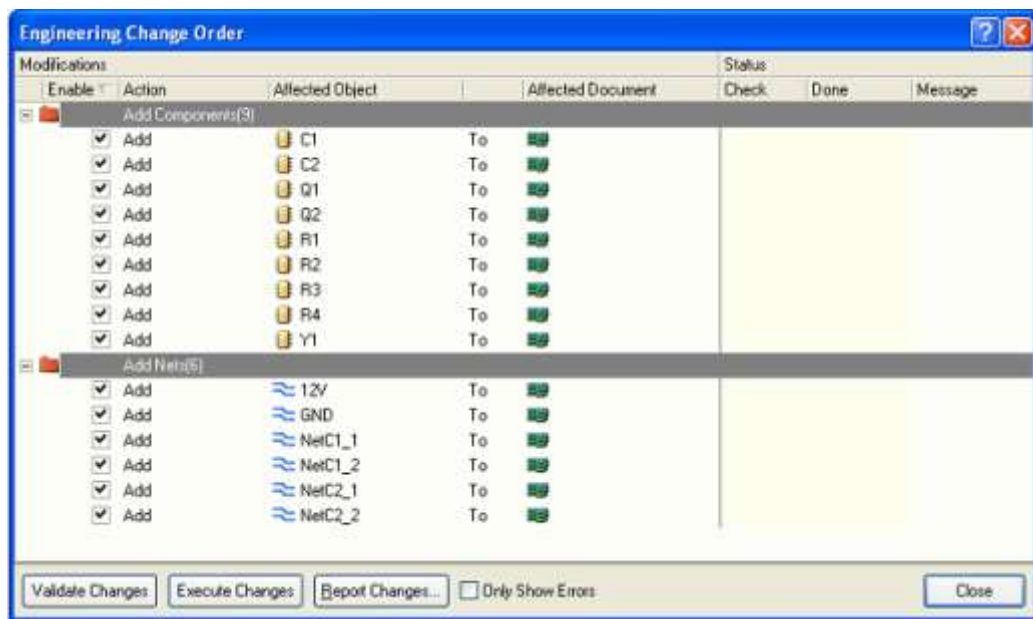 Engineering Change Order
Modifications Status
Enable Action Affected Object Affected Document Check Done Message
Add Components(9)
Add C1 To
Add C2 To
Add Q1 To
Add Q2 To
Add R1 To
Add R2 To
Add R3 To
Add R4 To
Add Y1 To
Add Nets(6)
Add 12V To
Add GND To
Add NetC1_1 To
Add NetC1_2 To
Add NetC2_1 To
Add NetC2_2 To
Validate Changes Execute Changes Report Changes... Only Show Errors Close